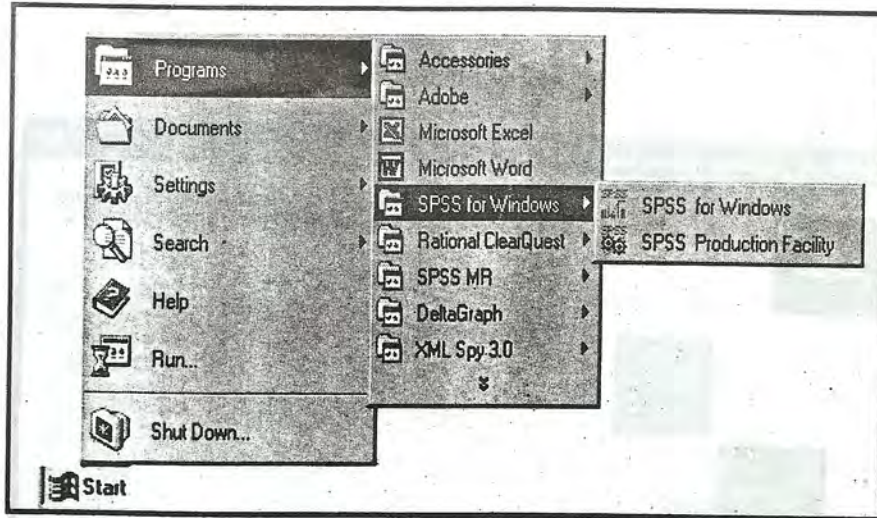 Programs
Documents
Settings
Search
Help
Run...
Shut Down...
Start
Accessories
Adobe
Microsoft Excel
Microsoft Word
SPSS for Windows
Rational ClearQuest
SPSS MR
DeltaGraph
XML Spy 3.0
SPSS for Windows
SPSS Production Facility